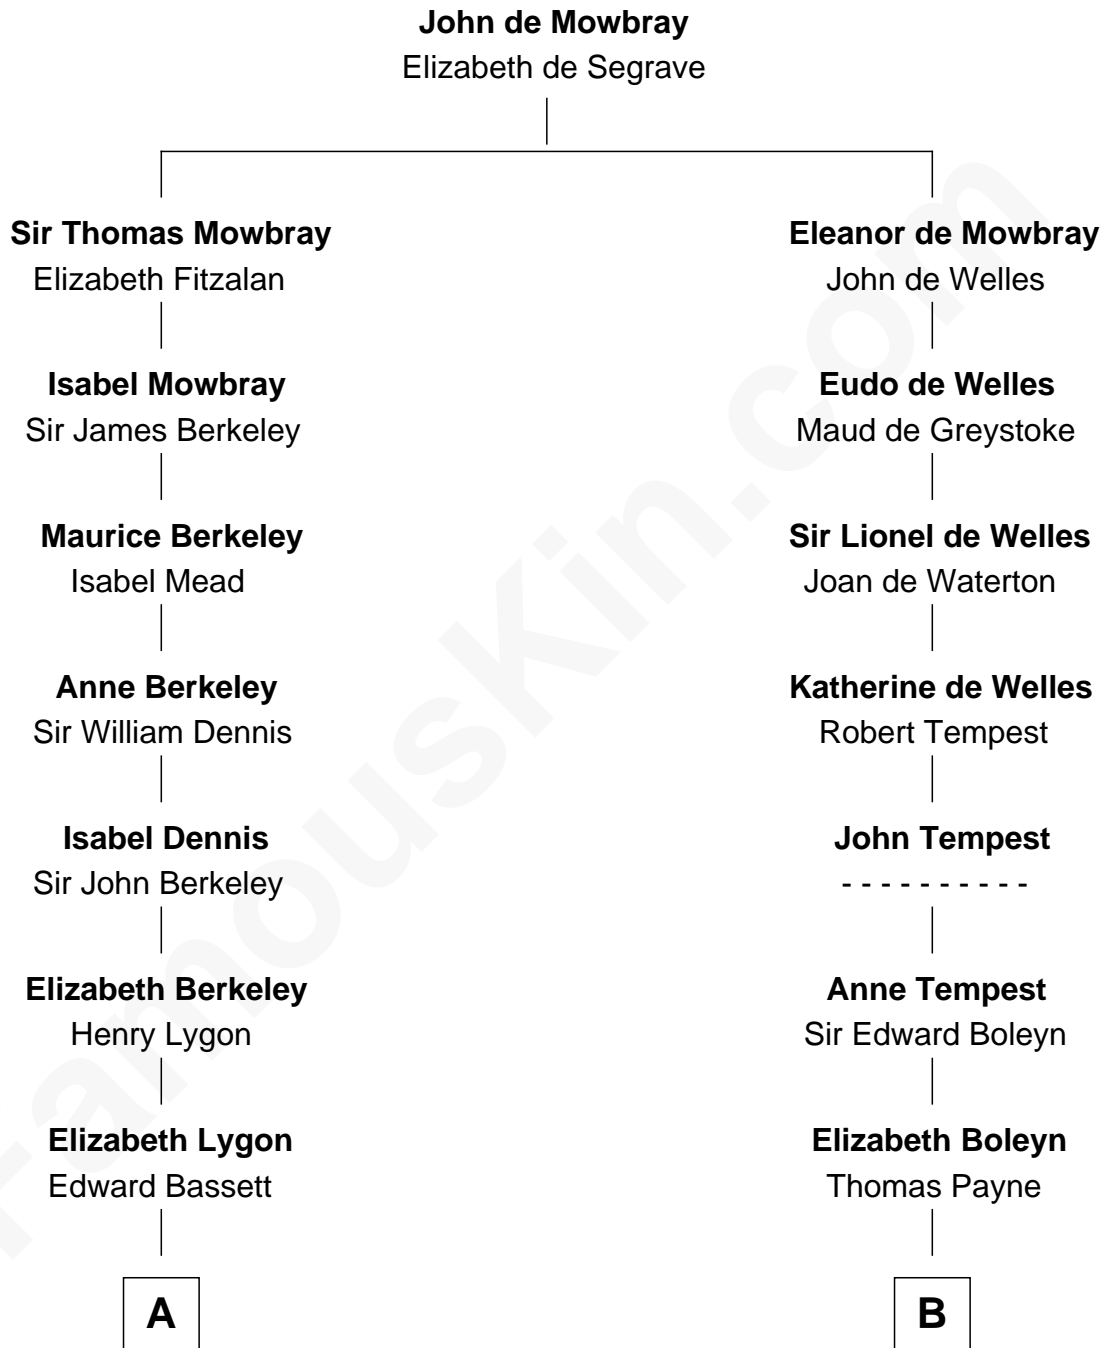 John de Mowbray
Elizabeth de Segrave
Sir Thomas Mowbray
Elizabeth Fitzalan
Isabel Mowbray
Sir James Berkeley
Maurice Berkeley
Isabel Mead
Anne Berkeley
Sir William Dennis
Isabel Dennis
Sir John Berkeley
Elizabeth Berkeley
Henry Lygon
Elizabeth Lygon
Edward Bassett
A
Eleanor de Mowbray
John de Welles
Eudo de Welles
Maud de Greystoke
Sir Lionel de Welles
Joan de Waterton
Katherine de Welles
Robert Tempest
John Tempest
- - - - - - - - - -
Anne Tempest
Sir Edward Boleyn
Elizabeth Boleyn
Thomas Payne
B
FamousKin.com